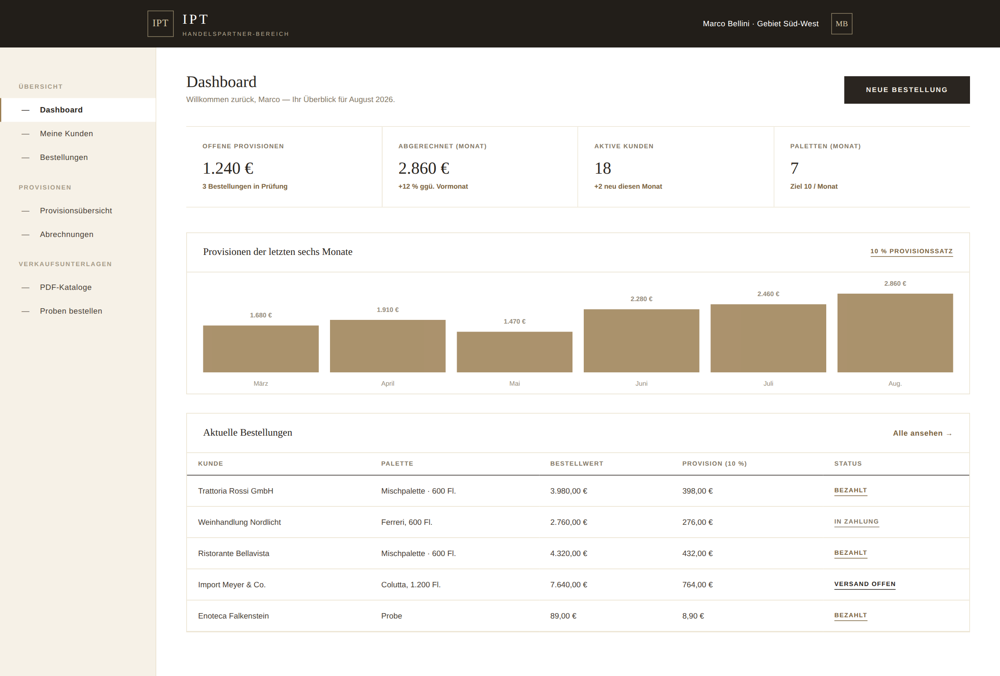 IPT
IPT
HANDELSPARTNER-BEREICH
Marco Bellini · Gebiet Süd-West
MB
ÜBERSICHT
— Dashboard
— Meine Kunden
— Bestellungen
PROVISIONEN
— Provisionsübersicht
— Abrechnungen
VERKAUFSUNTERLAGEN
— PDF-Kataloge
— Proben bestellen
Dashboard
Willkommen zurück, Marco — Ihr Überblick für August 2026.
NEUE BESTELLUNG
OFFENE PROVISIONEN
1.240 €
3 Bestellungen in Prüfung
ABGERECHNET (MONAT)
2.860 €
+12 % ggü. Vormonat
AKTIVE KUNDEN
18
+2 neu diesen Monat
PALETTEN (MONAT)
7
Ziel 10 / Monat
Provisionen der letzten sechs Monate
10 % PROVISIONSSATZ
1.680 €
1.910 €
1.470 €
2.280 €
2.460 €
2.860 €
März
April
Mai
Juni
Juli
Aug.
Aktuelle Bestellungen
Alle ansehen →
KUNDE PALETTE BESTELLWERT PROVISION (10 %) STATUS
Trattoria Rossi GmbH Mischpalette · 600 Fl. 3.980,00 € 398,00 € BEZAHLT
Weinhandlung Nordlicht Ferreri, 600 Fl. 2.760,00 € 276,00 € IN ZAHLUNG
Ristorante Bellavista Mischpalette · 600 Fl. 4.320,00 € 432,00 € BEZAHLT
Import Meyer & Co. Colutta, 1.200 Fl. 7.640,00 € 764,00 € VERSAND OFFEN
Enoteca Falkenstein Probe 89,00 € 8,90 € BEZAHLT